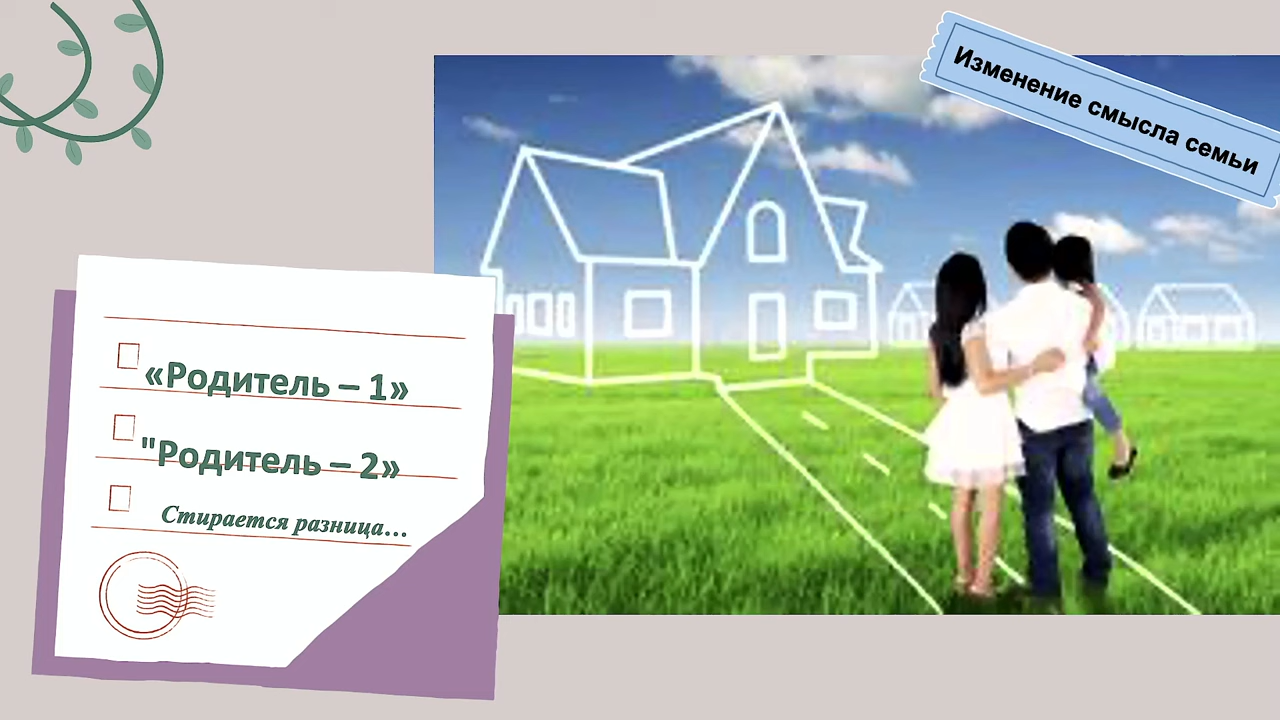 Изменение смысла семьи
«Родитель – 1»
"Родитель – 2»
Стирается разница...